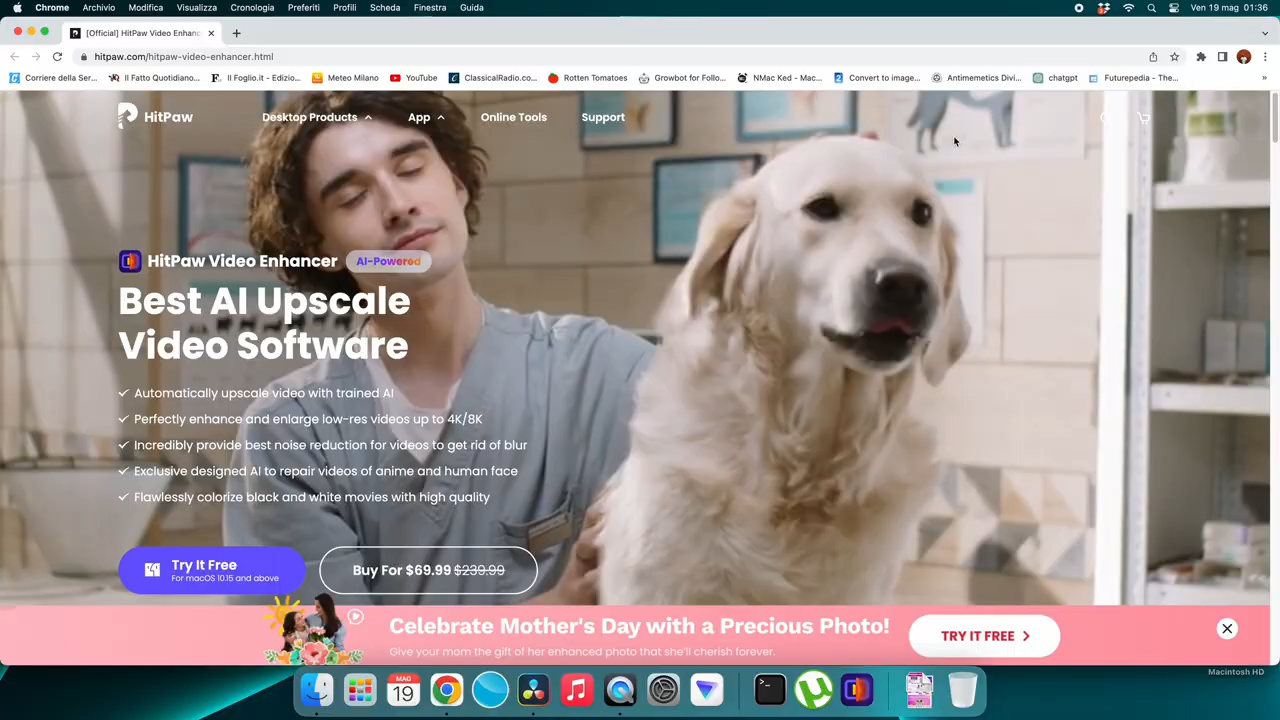 Chrome Archivio Modifica Visualizza Cronologia Preferiti Profili Scheda Finestra Guida Ven 19 mag 01:36
[Official] HitPaw Video Enhanc
hitpaw.com/hitpaw-video-enhancer.html
Corriere della Ser... Il Fatto Quotidiano... Il Foglio.it - Edizio... Meteo Milano YouTube ClassicalRadio.co... Rotten Tomatoes Growbot for Follo... NMac Ked - Mac... Convert to image... Antimemetics Divi... chatgpt Futurepedia - The... »
HitPaw Desktop Products App Online Tools Support
HitPaw Video Enhancer AI-Powered
Best AI Upscale
Video Software
Automatically upscale video with trained AI
Perfectly enhance and enlarge low-res videos up to 4K/8K
Incredibly provide best noise reduction for videos to get rid of blur
Exclusive designed AI to repair videos of anime and human face
Flawlessly colorize black and white movies with high quality
Try It Free
For macOS 10.15 and above
Buy For $69.99 $239.99
Celebrate Mother's Day with a Precious Photo!
Give your mom the gift of her enhanced photo that she'll cherish forever.
TRY IT FREE
Macintosh HD
MAG
19